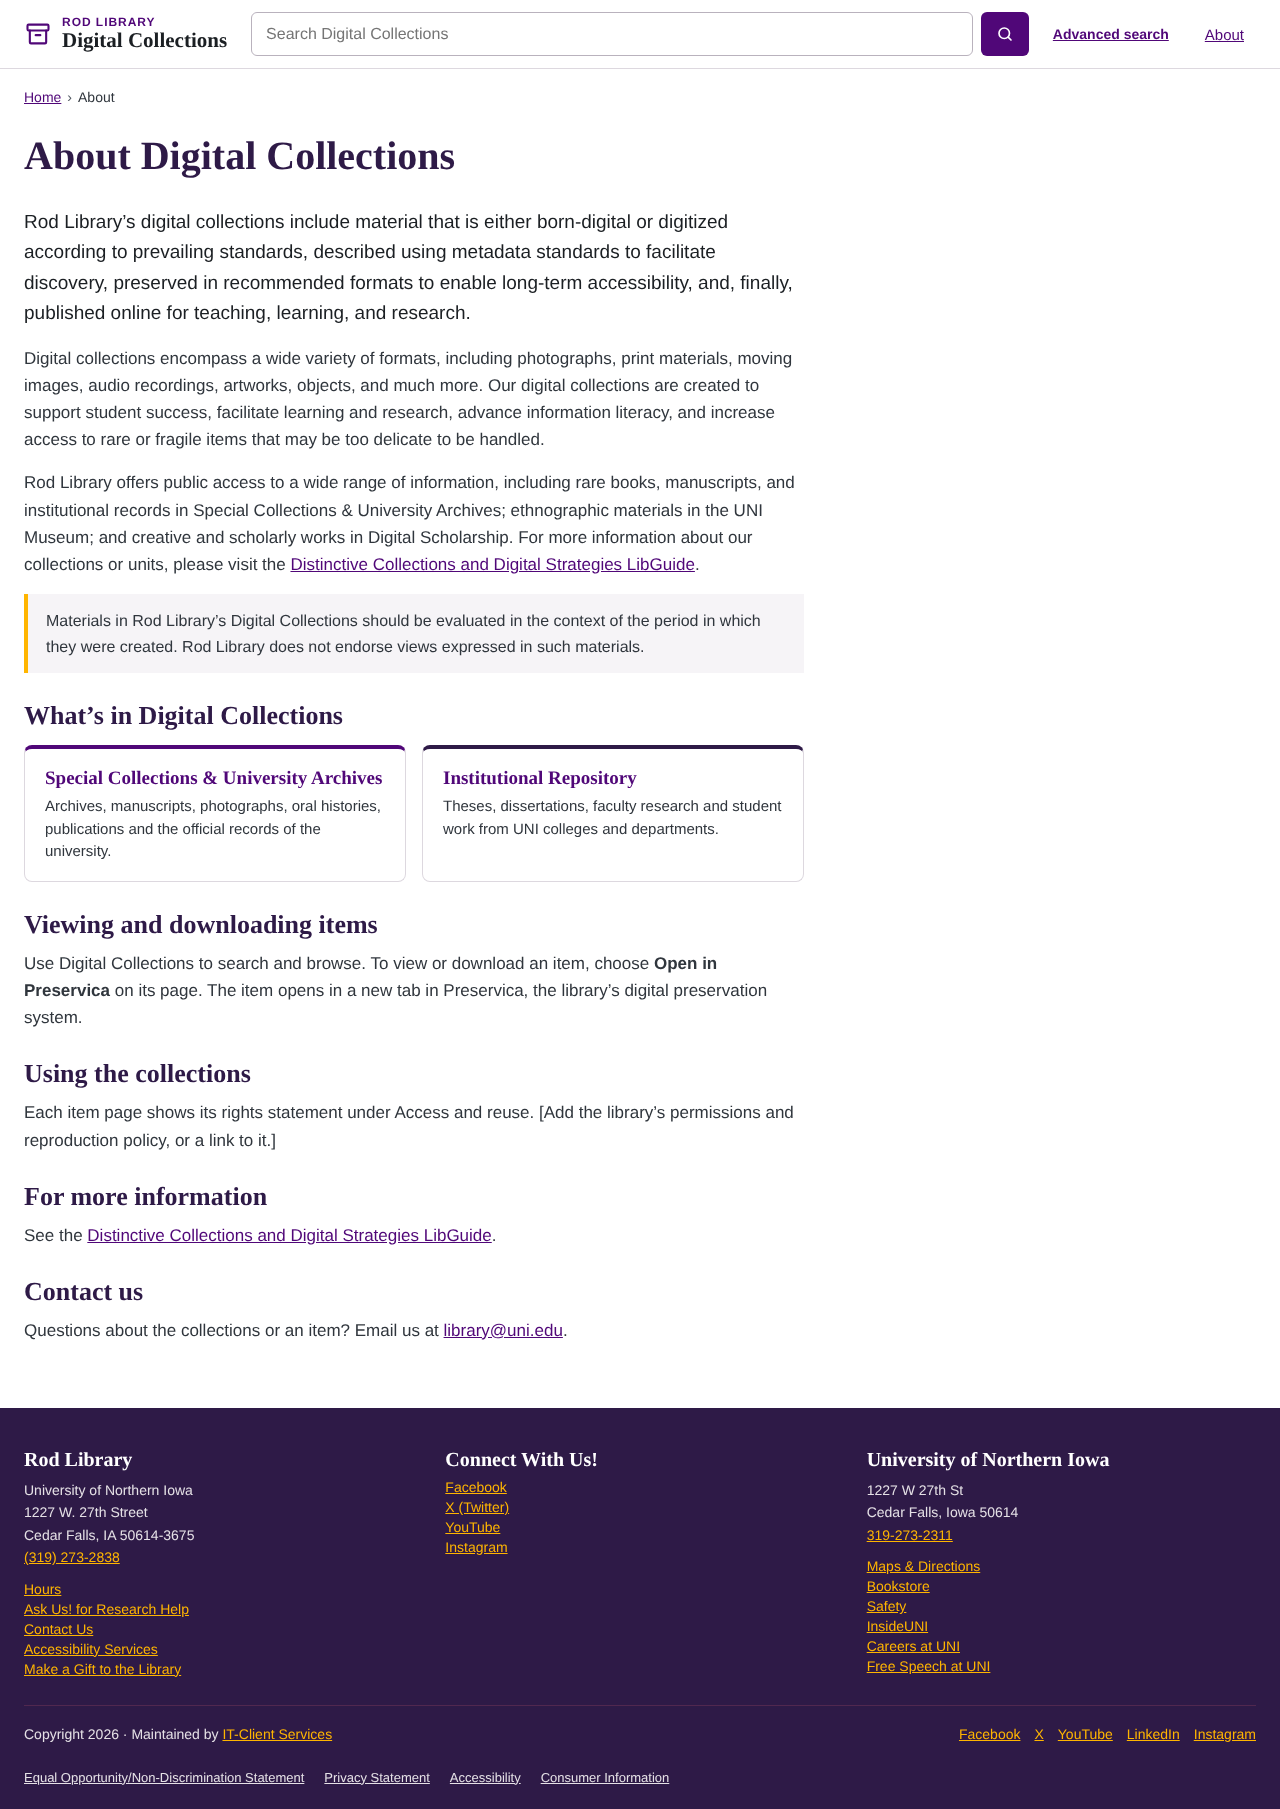 ROD LIBRARY
Digital Collections
Search Digital Collections
Advanced search
About
Home › About
About Digital Collections
Rod Library’s digital collections include material that is either born-digital or digitized
according to prevailing standards, described using metadata standards to facilitate
discovery, preserved in recommended formats to enable long-term accessibility, and, finally,
published online for teaching, learning, and research.
Digital collections encompass a wide variety of formats, including photographs, print materials, moving
images, audio recordings, artworks, objects, and much more. Our digital collections are created to
support student success, facilitate learning and research, advance information literacy, and increase
access to rare or fragile items that may be too delicate to be handled.
Rod Library offers public access to a wide range of information, including rare books, manuscripts, and
institutional records in Special Collections & University Archives; ethnographic materials in the UNI
Museum; and creative and scholarly works in Digital Scholarship. For more information about our
collections or units, please visit the Distinctive Collections and Digital Strategies LibGuide.
Materials in Rod Library’s Digital Collections should be evaluated in the context of the period in which
they were created. Rod Library does not endorse views expressed in such materials.
What’s in Digital Collections
Special Collections & University Archives
Archives, manuscripts, photographs, oral histories,
publications and the official records of the
university.
Institutional Repository
Theses, dissertations, faculty research and student
work from UNI colleges and departments.
Viewing and downloading items
Use Digital Collections to search and browse. To view or download an item, choose Open in
Preservica on its page. The item opens in a new tab in Preservica, the library’s digital preservation
system.
Using the collections
Each item page shows its rights statement under Access and reuse. [Add the library’s permissions and
reproduction policy, or a link to it.]
For more information
See the Distinctive Collections and Digital Strategies LibGuide.
Contact us
Questions about the collections or an item? Email us at library@uni.edu.
Rod Library
University of Northern Iowa
1227 W. 27th Street
Cedar Falls, IA 50614-3675
(319) 273-2838
Hours
Ask Us! for Research Help
Contact Us
Accessibility Services
Make a Gift to the Library
Connect With Us!
Facebook
X (Twitter)
YouTube
Instagram
University of Northern Iowa
1227 W 27th St
Cedar Falls, Iowa 50614
319-273-2311
Maps & Directions
Bookstore
Safety
InsideUNI
Careers at UNI
Free Speech at UNI
Copyright 2026 · Maintained by IT-Client Services
Facebook X YouTube LinkedIn Instagram
Equal Opportunity/Non-Discrimination Statement Privacy Statement Accessibility Consumer Information